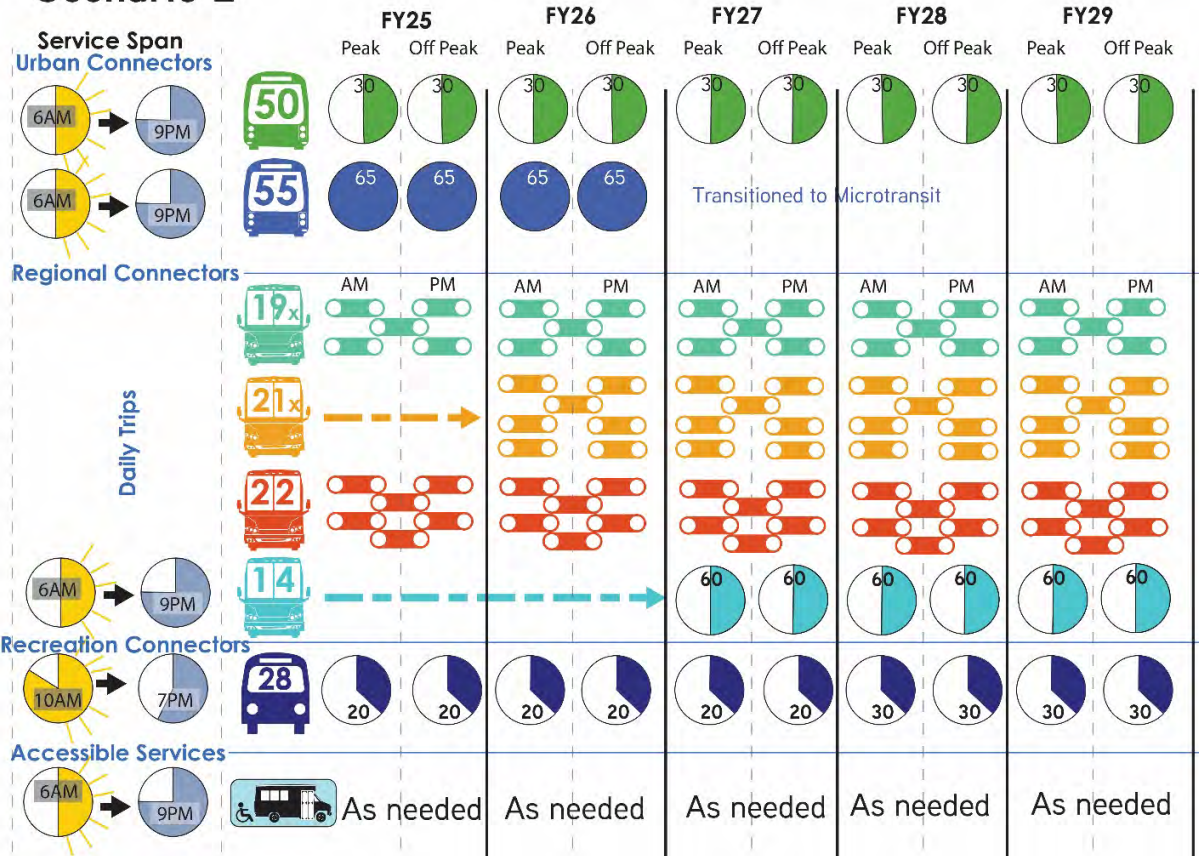 FY25 FY26 FY27 FY28 FY29
Service Span
Peak Off Peak Peak Off Peak Peak Off Peak Peak Off Peak Peak Off Peak
Urban Connectors
6AM 9PM 50 30 30 30 30 30 30 30 30 30 30
6AM 9PM 55 65 65 65 65 Transitioned to Microtransit
Regional Connectors
AM PM AM PM AM PM AM PM AM PM
19x
Daily Trips
21x
22
6AM 9PM 14 60 60 60 60 60 60
Recreation Connectors
10AM 7PM 28 20 20 20 20 20 20 30 30 30 30
Accessible Services
6AM 9PM As needed As needed As needed As needed As needed